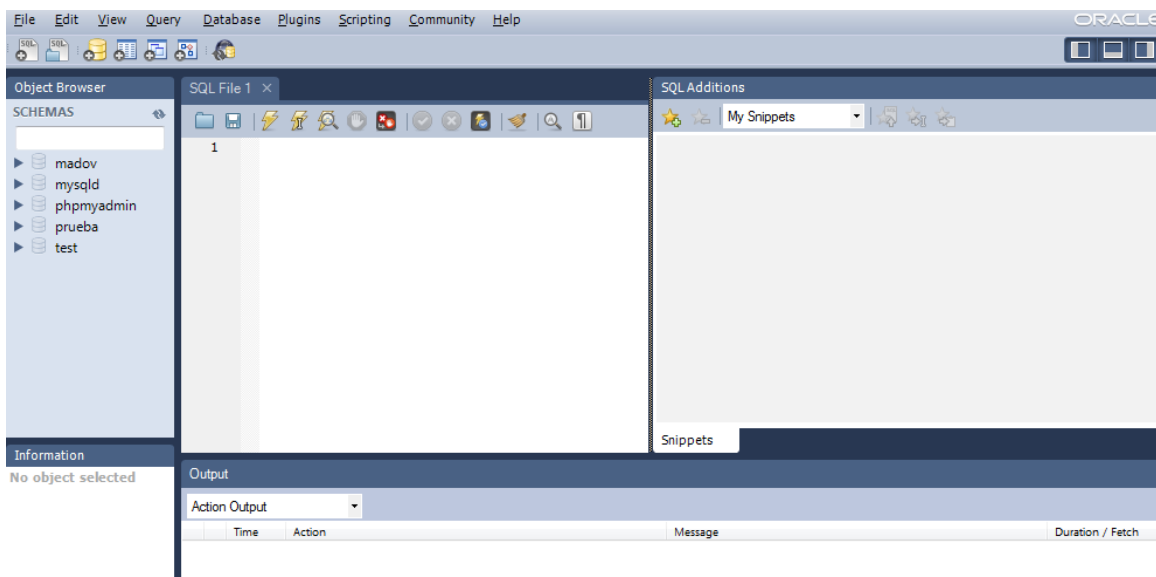 File Edit View Query Database Plugins Scripting Community Help
ORACLE
SQL SQL
Object Browser
SCHEMAS
madov
mysqld
phpmyadmin
prueba
test
Information
No object selected
SQL File 1
1
SQL Additions
My Snippets
Snippets
Output
Action Output
Time Action Message Duration / Fetch